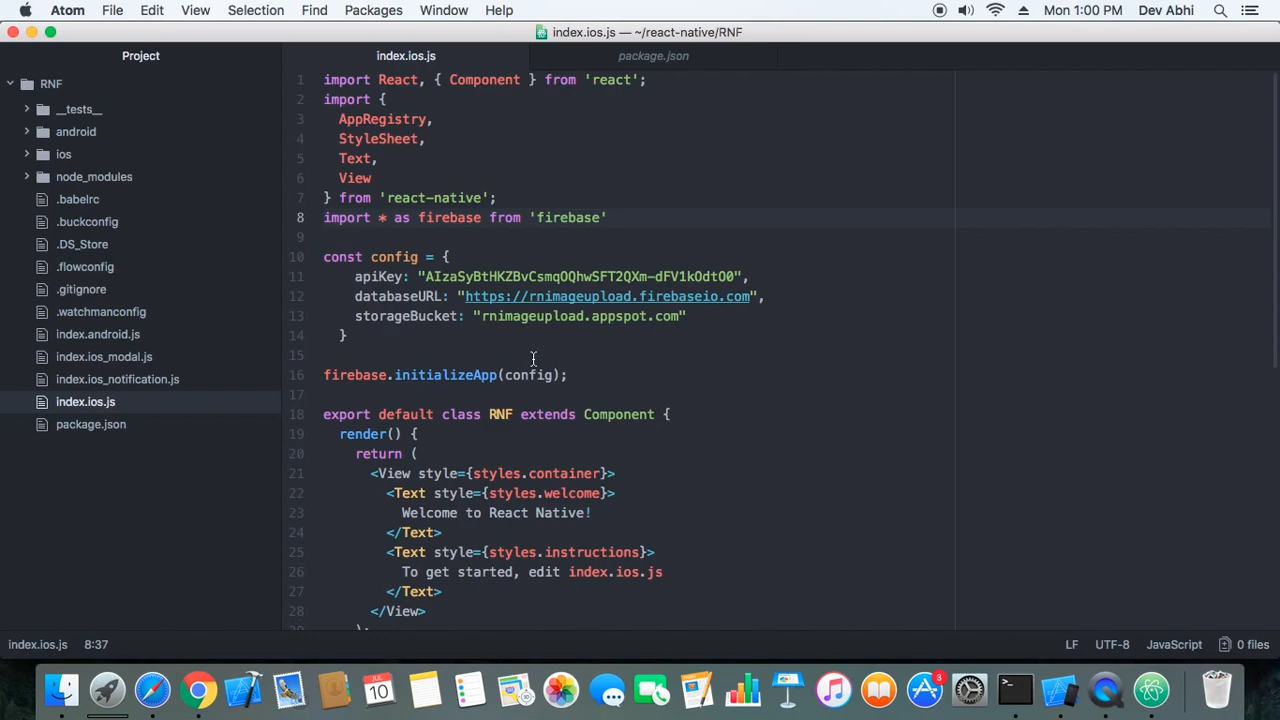 Atom File Edit View Selection Find Packages Window Help Mon 1:00 PM Dev Abhi
index.ios.js — ~/react-native/RNF
Project
RNF
__tests__
android
ios
node_modules
.babelrc
.buckconfig
.DS_Store
.flowconfig
.gitignore
.watchmanconfig
index.android.js
index.ios_modal.js
index.ios_notification.js
index.ios.js
package.json
index.ios.js package.json
1 import React, { Component } from 'react';
2 import {
3 AppRegistry,
4 StyleSheet,
5 Text,
6 View
7 } from 'react-native';
8 import * as firebase from 'firebase'
9
10 const config = {
11 apiKey: "AIzaSyBtHKZBvCsmqOQhwSFT2QXm-dFV1kOdtO0",
12 databaseURL: "https://rnimageupload.firebaseio.com",
13 storageBucket: "rnimageupload.appspot.com"
14 }
15
16 firebase.initializeApp(config);
17
18 export default class RNF extends Component {
19 render() {
20 return (
21 <View style={styles.container}>
22 <Text style={styles.welcome}>
23 Welcome to React Native!
24 </Text>
25 <Text style={styles.instructions}>
26 To get started, edit index.ios.js
27 </Text>
28 </View>
index.ios.js 8:37 LF UTF-8 JavaScript 0 files
JUL
10
3